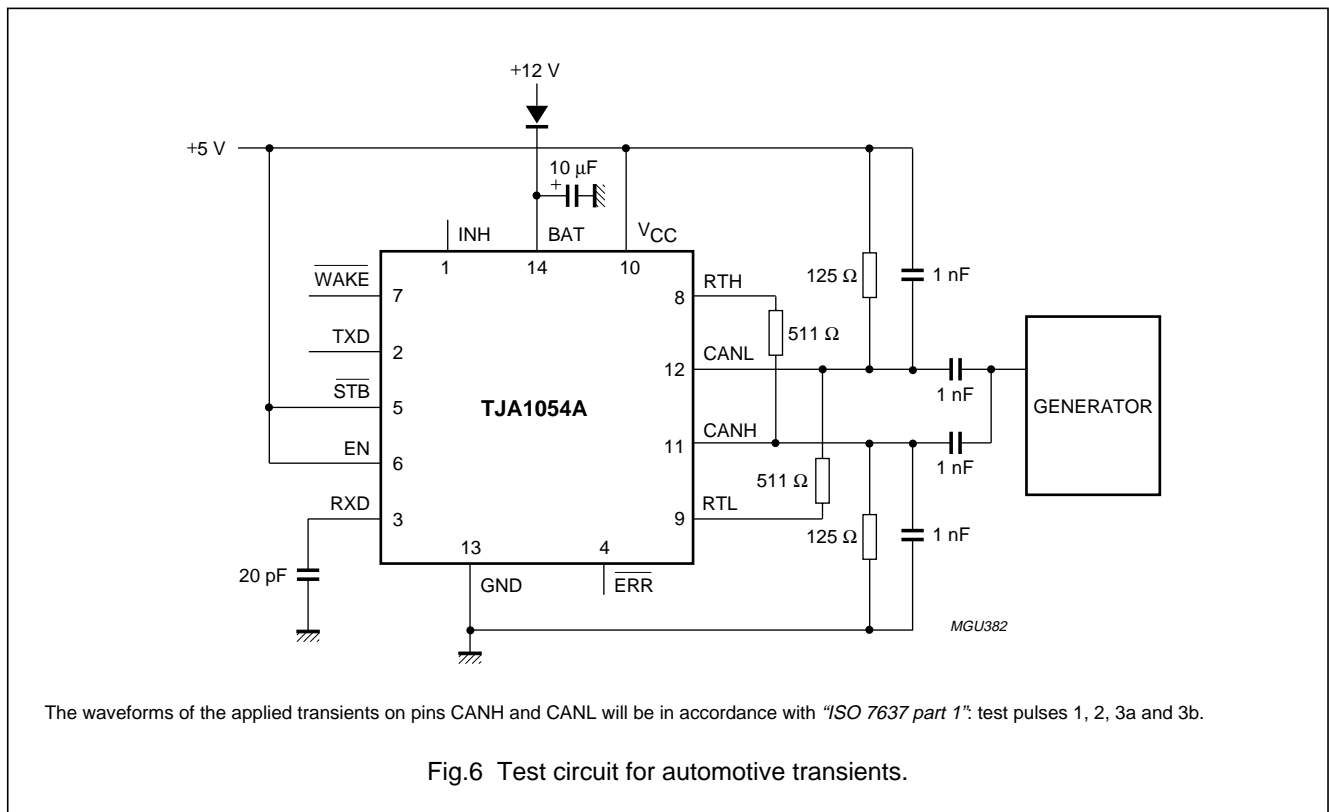 +12 V
+5 V
10 µF
+
INH
BAT
VCC
1
14
10
WAKE
7
TXD
2
STB
5
EN
6
RXD
3
TJA1054A
RTH
8
CANL
12
CANH
11
RTL
9
13
GND
4
ERR
20 pF
125 Ω
1 nF
511 Ω
1 nF
GENERATOR
1 nF
511 Ω
125 Ω
1 nF
MGU382
The waveforms of the applied transients on pins CANH and CANL will be in accordance with "ISO 7637 part 1": test pulses 1, 2, 3a and 3b.
Fig.6 Test circuit for automotive transients.